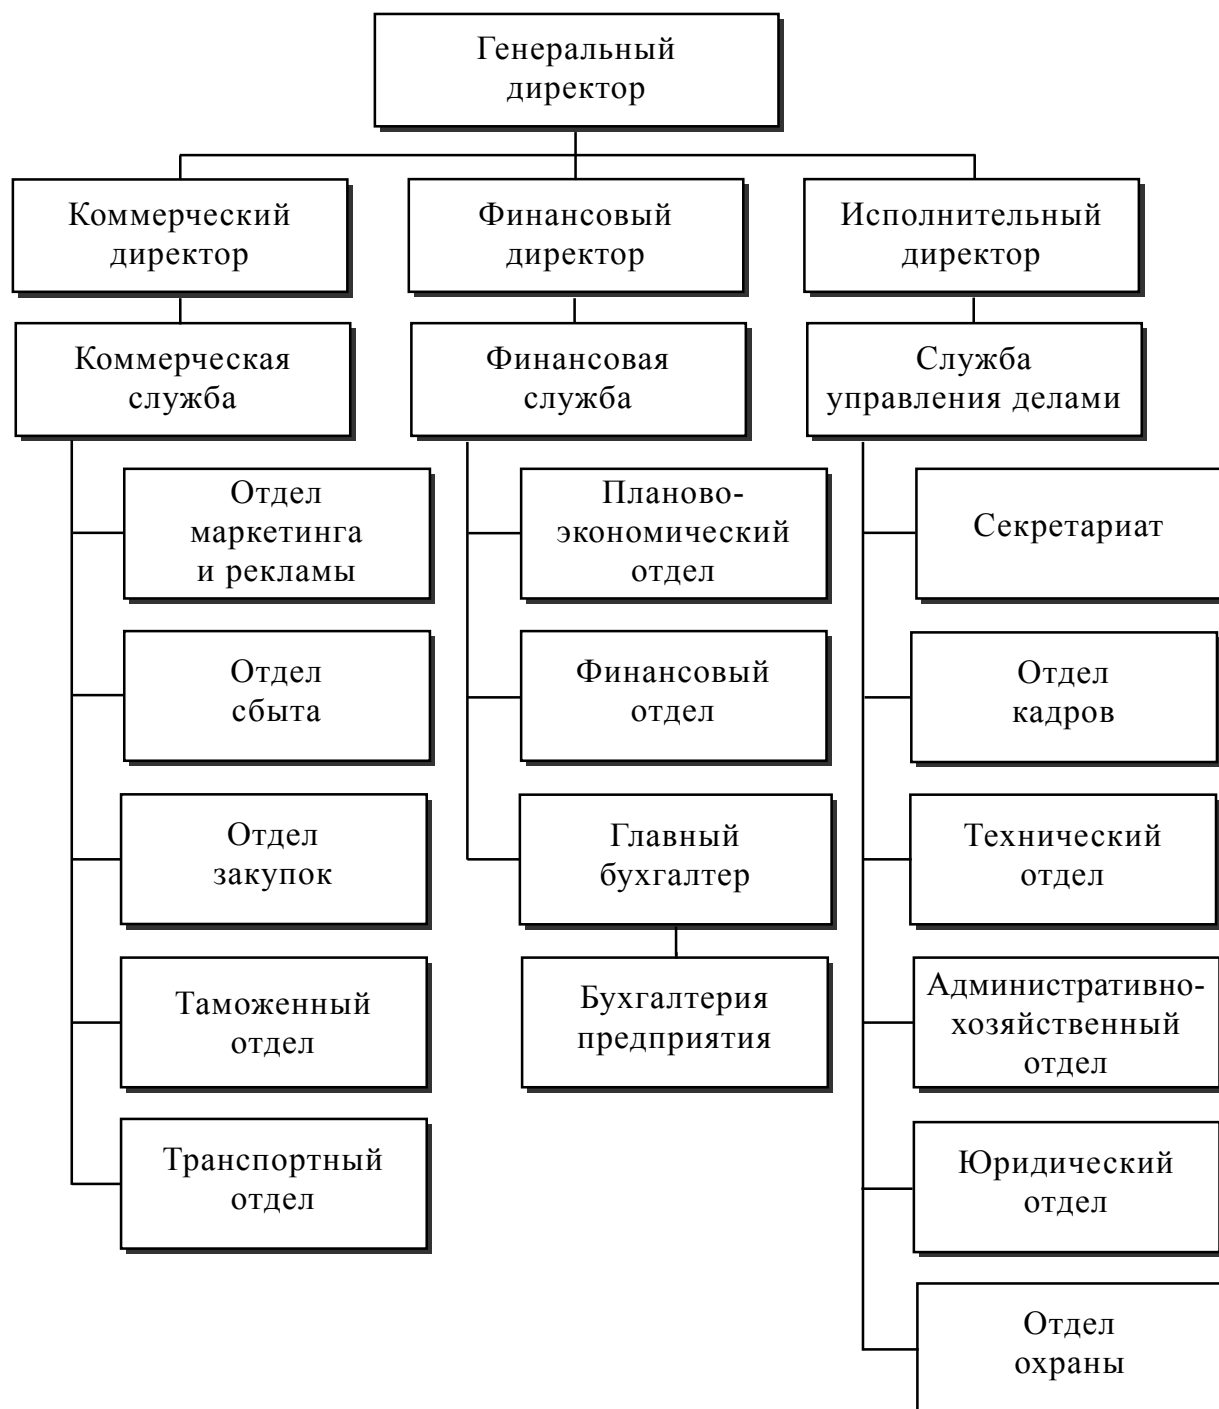 Генеральный
директор
Коммерческий
директор
Финансовый
директор
Исполнительный
директор
Коммерческая
служба
Финансовая
служба
Служба
управления делами
Отдел
маркетинга
и рекламы
Планово-
экономический
отдел
Секретариат
Отдел
сбыта
Финансовый
отдел
Отдел
кадров
Отдел
закупок
Главный
бухгалтер
Технический
отдел
Таможенный
отдел
Бухгалтерия
предприятия
Административно-
хозяйственный
отдел
Транспортный
отдел
Юридический
отдел
Отдел
охраны